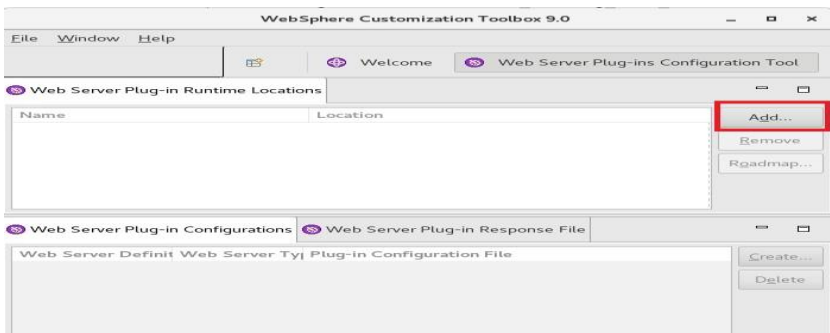 WebSphere Customization Toolbox 9.0
File Window Help
Welcome Web Server Plug-ins Configuration Tool
Web Server Plug-in Runtime Locations
Name Location
Add...
Remove
Roadmap...
Web Server Plug-in Configurations Web Server Plug-in Response File
Web Server Definit Web Server Typ Plug-in Configuration File
Create...
Delete